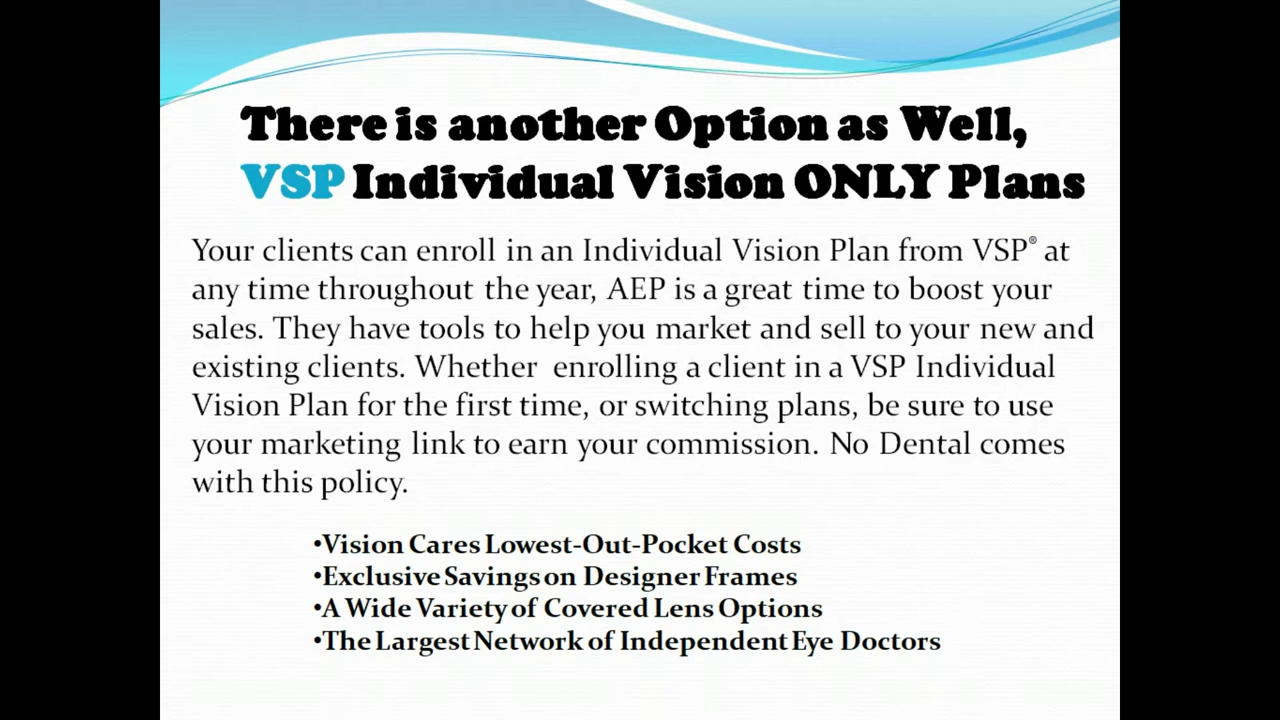 There is another Option as Well,
VSP Individual Vision ONLY Plans
Your clients can enroll in an Individual Vision Plan from VSP® at
any time throughout the year, AEP is a great time to boost your
sales. They have tools to help you market and sell to your new and
existing clients. Whether enrolling a client in a VSP Individual
Vision Plan for the first time, or switching plans, be sure to use
your marketing link to earn your commission. No Dental comes
with this policy.
•Vision Cares Lowest-Out-Pocket Costs
•Exclusive Savings on Designer Frames
•A Wide Variety of Covered Lens Options
•The Largest Network of Independent Eye Doctors